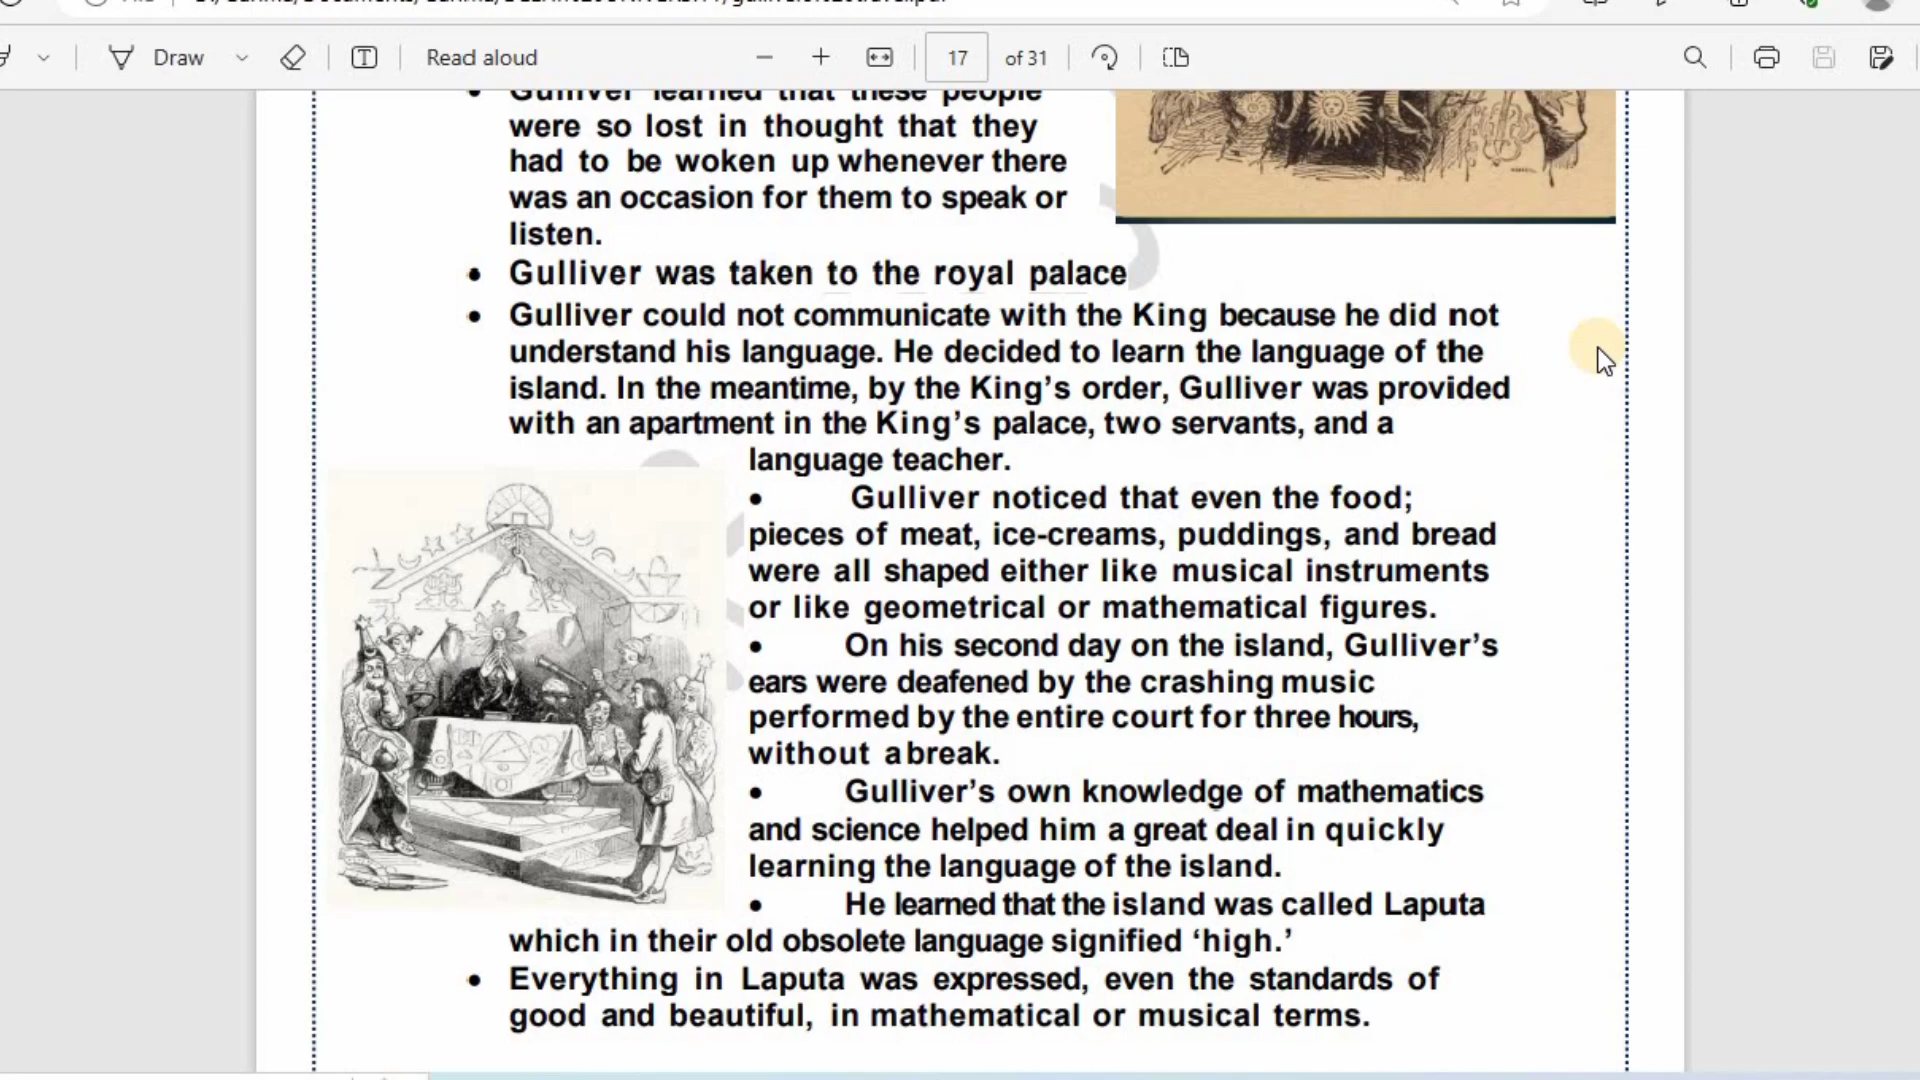 Draw
Read aloud
17 of 31
• Gulliver learned that these people
were so lost in thought that they
had to be woken up whenever there
was an occasion for them to speak or
listen.
• Gulliver was taken to the royal palace
• Gulliver could not communicate with the King because he did not
understand his language. He decided to learn the language of the
island. In the meantime, by the King’s order, Gulliver was provided
with an apartment in the King’s palace, two servants, and a
language teacher.
• Gulliver noticed that even the food;
pieces of meat, ice-creams, puddings, and bread
were all shaped either like musical instruments
or like geometrical or mathematical figures.
• On his second day on the island, Gulliver’s
ears were deafened by the crashing music
performed by the entire court for three hours,
without a break.
• Gulliver’s own knowledge of mathematics
and science helped him a great deal in quickly
learning the language of the island.
• He learned that the island was called Laputa
which in their old obsolete language signified ‘high.’
• Everything in Laputa was expressed, even the standards of
good and beautiful, in mathematical or musical terms.